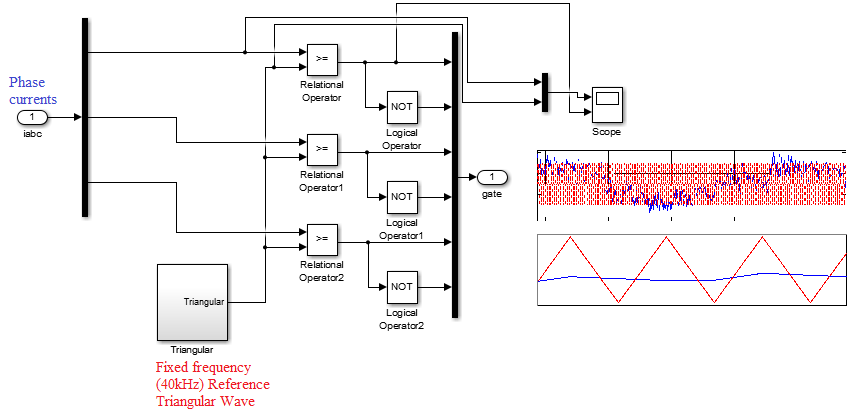 Phase
currents
1
iabc
>=
Relational
Operator
NOT
Logical
Operator
>=
Relational
Operator1
NOT
Logical
Operator1
>=
Relational
Operator2
NOT
Logical
Operator2
Triangular
Triangular
Fixed frequency
(40kHz) Reference
Triangular Wave
1
gate
Scope